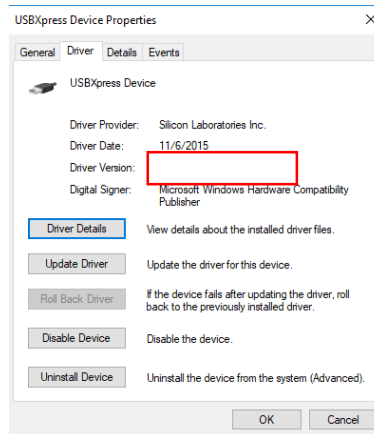 USBXpress Device Properties
General Driver Details Events
USBXpress Device
Driver Provider: Silicon Laboratories Inc.
Driver Date: 11/6/2015
Driver Version:
Digital Signer: Microsoft Windows Hardware Compatibility
Publisher
Driver Details View details about the installed driver files.
Update Driver Update the driver for this device.
Roll Back Driver If the device fails after updating the driver, roll
back to the previously installed driver.
Disable Device Disable the device.
Uninstall Device Uninstall the device from the system (Advanced).
OK Cancel